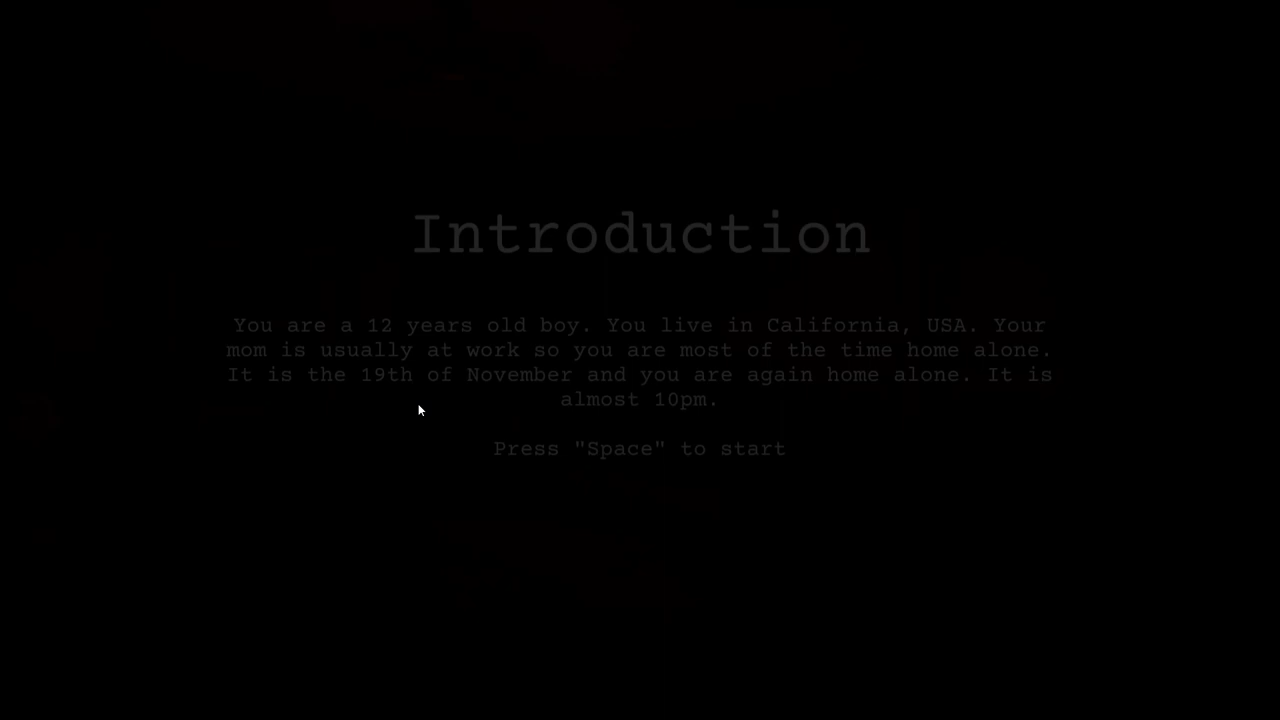 Introduction
You are a 12 years old boy. You live in California, USA. Your
mom is usually at work so you are most of the time home alone.
It is the 19th of November and you are again home alone. It is
almost 10pm.
Press "Space" to start